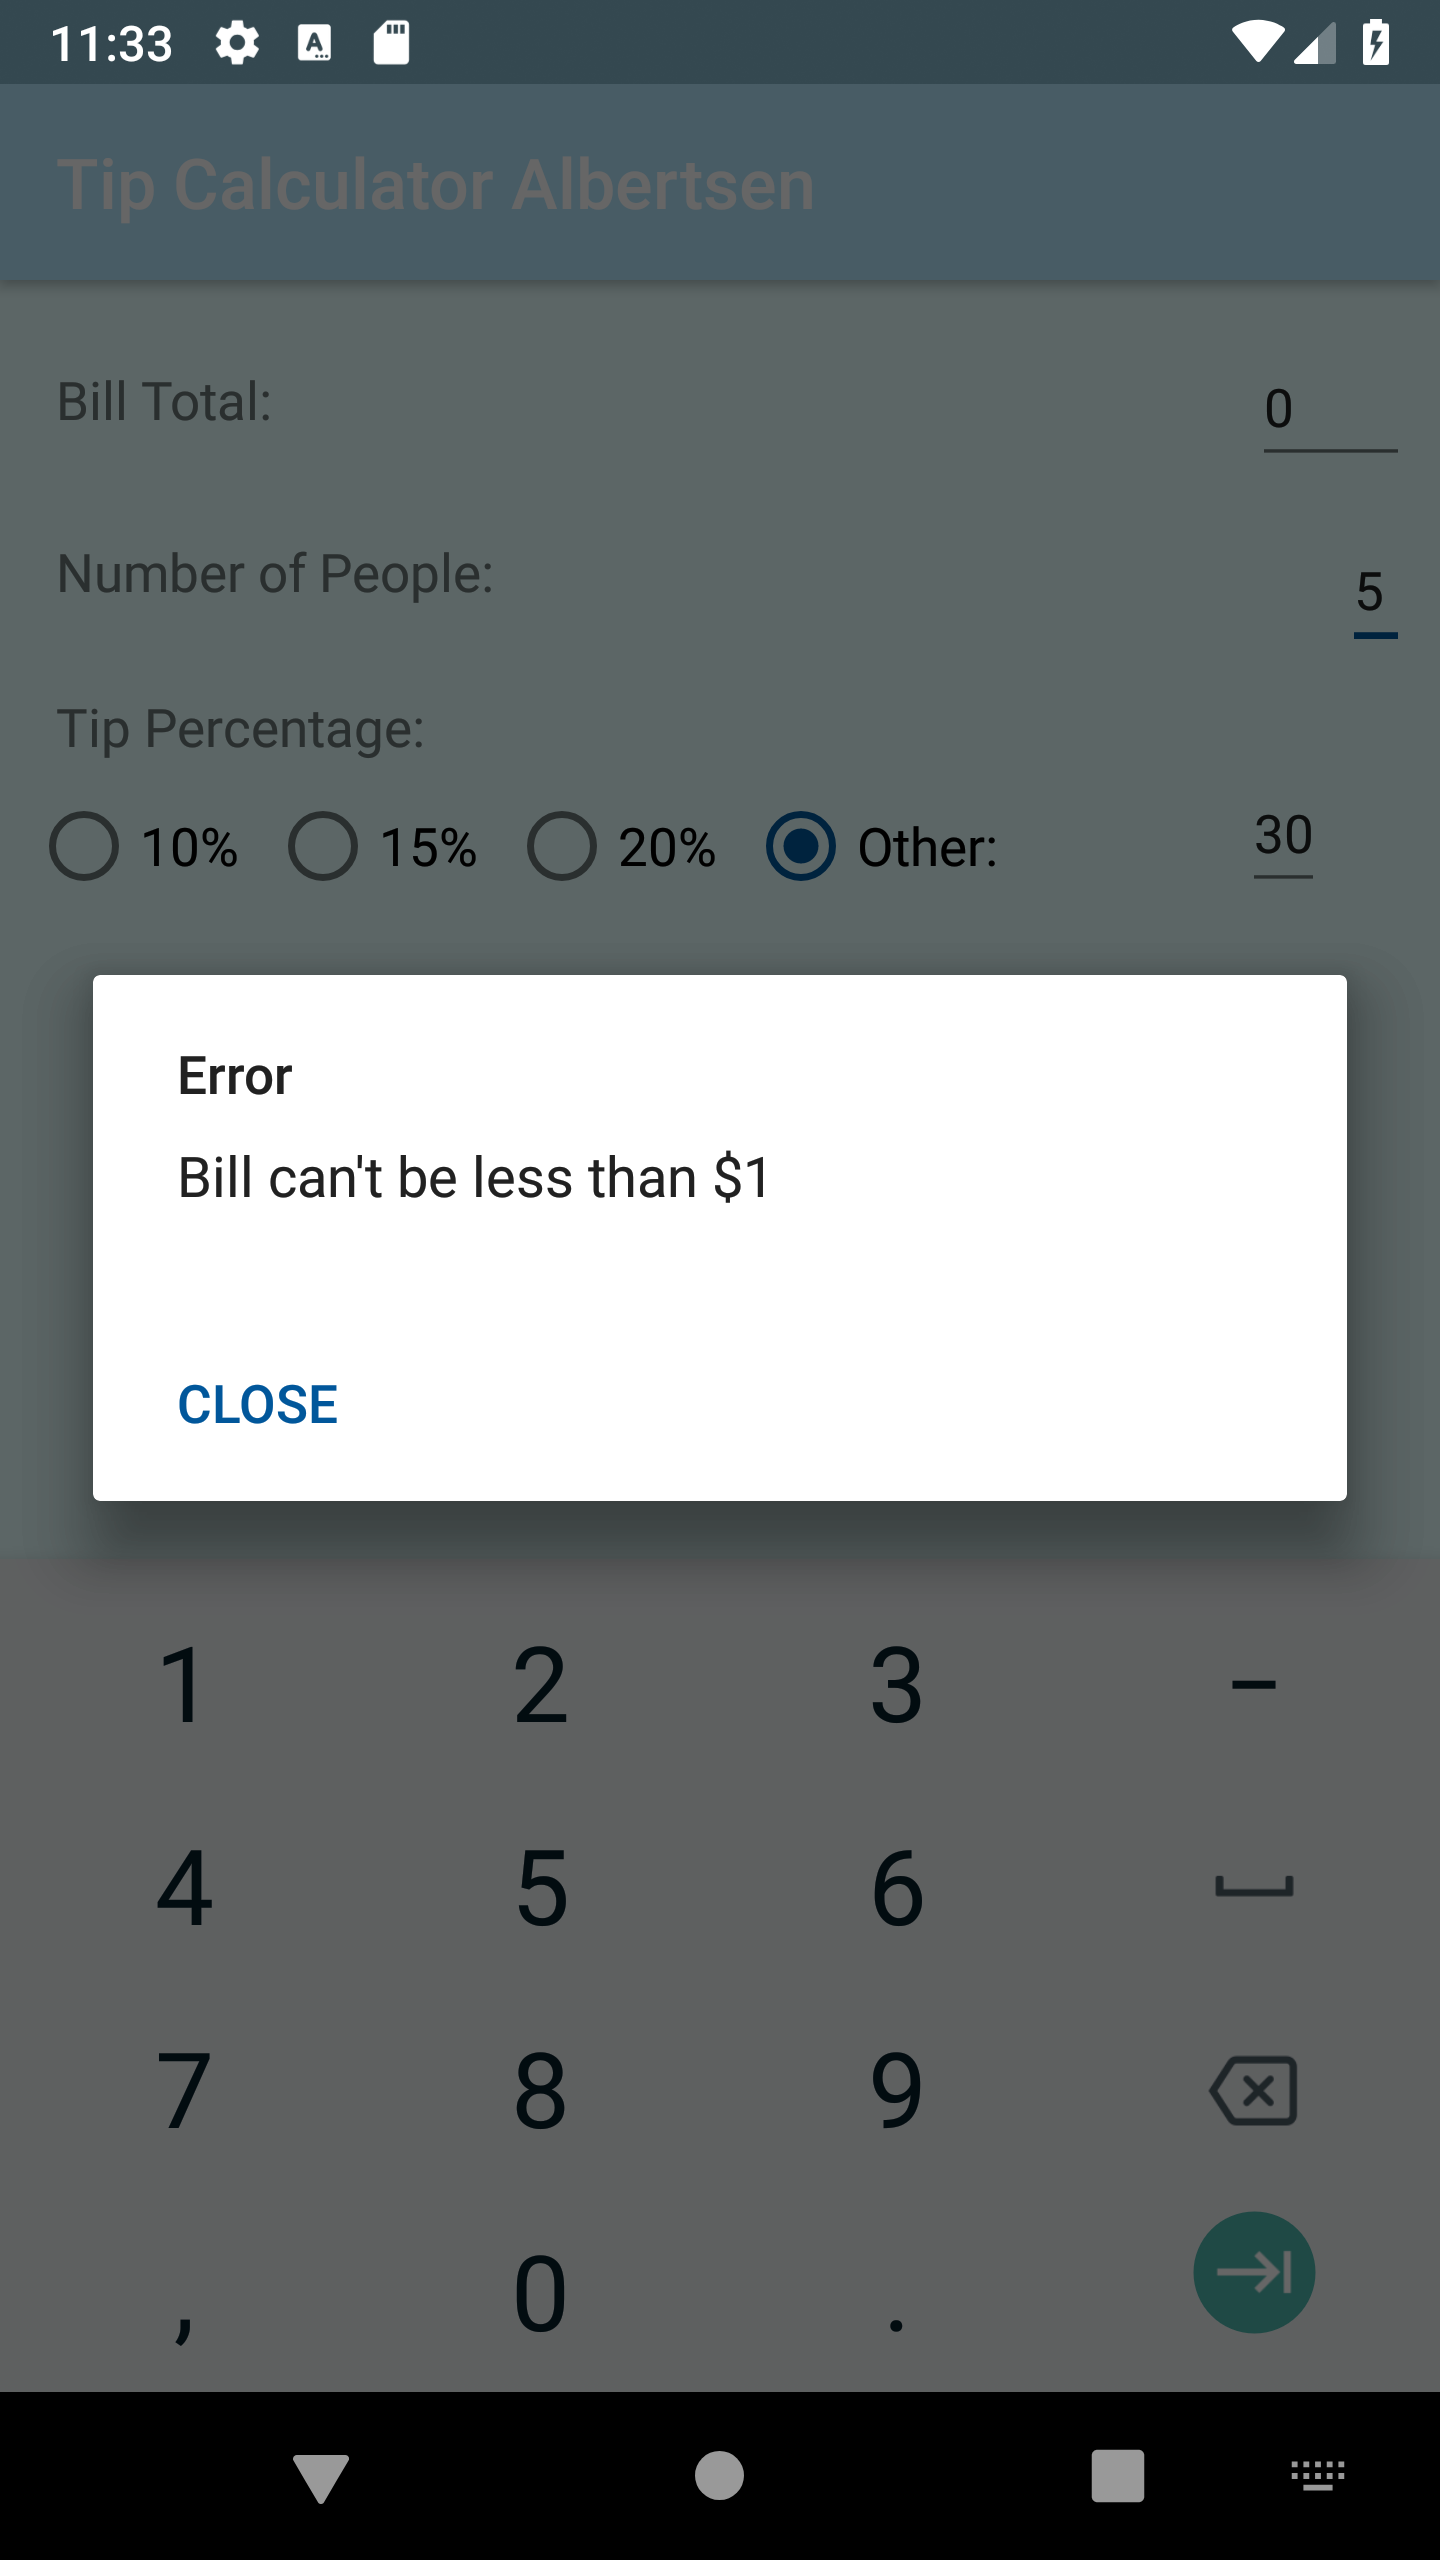 11:33
Tip Calculator Albertsen
Bill Total:
0
Number of People:
5
Tip Percentage:
10% 15% 20% Other: 30
Error
Bill can't be less than $1
CLOSE
1 2 3 –
4 5 6
7 8 9
, 0 .